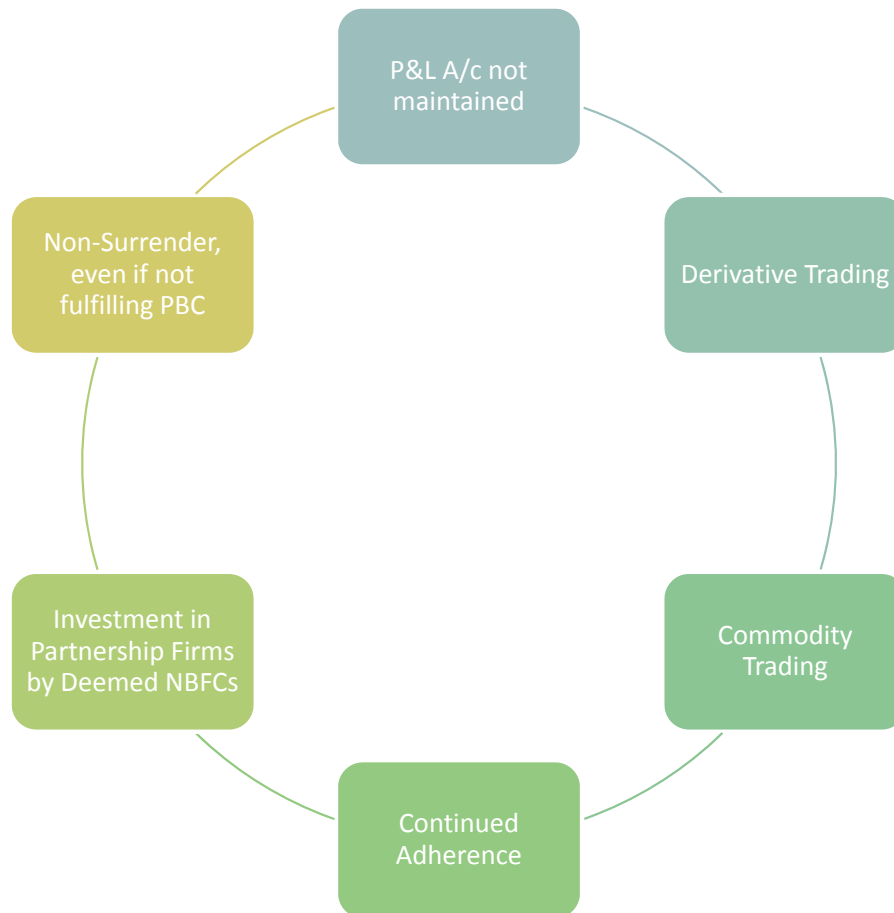 P&L A/c not
maintained
Derivative Trading
Commodity
Trading
Continued
Adherence
Investment in
Partnership Firms
by Deemed NBFCs
Non-Surrender,
even if not
fulfilling PBC